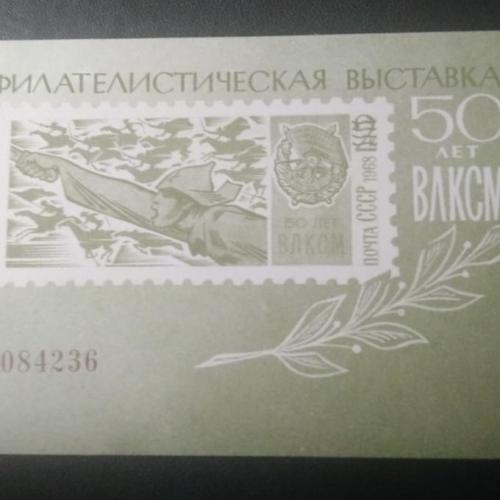 ФИЛАТЕЛИСТИЧЕСКАЯ ВЫСТАВКА
50
ЛЕТ
ВЛКСМ
50 ЛЕТ
ВЛКСМ
ПОЧТА СССР 1968
084236